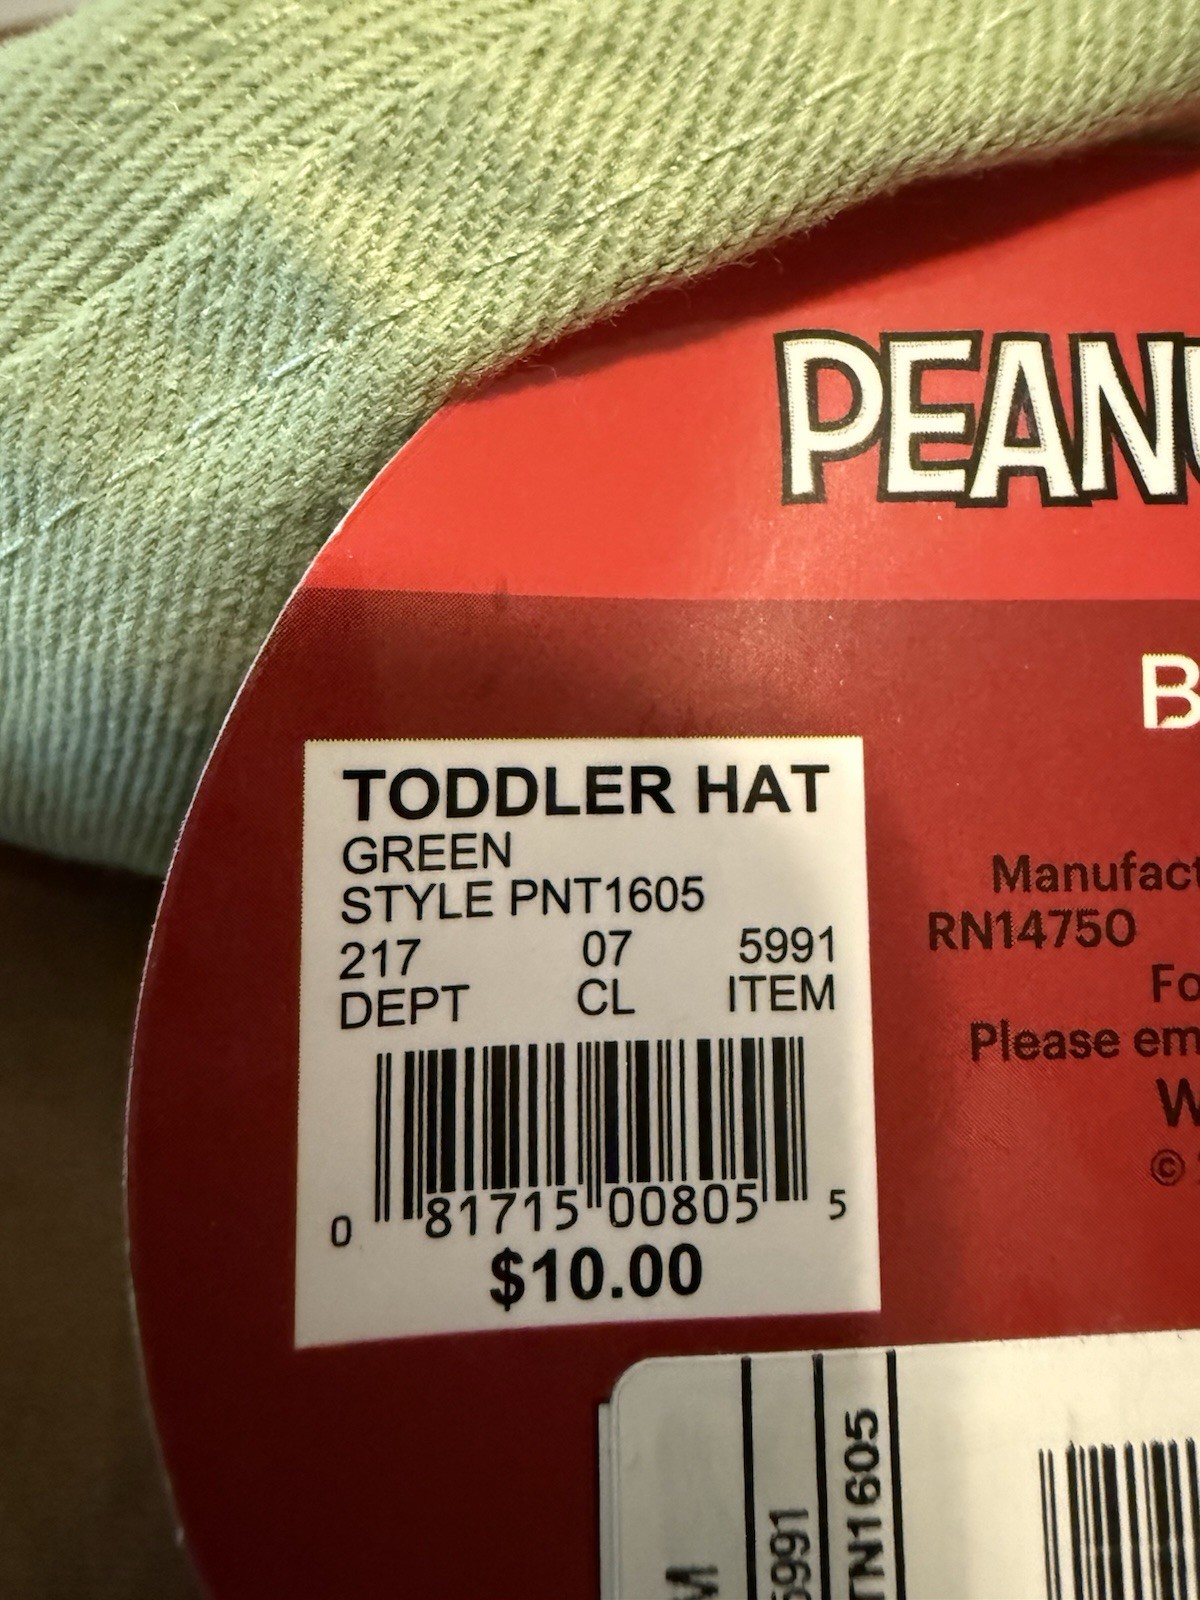 PEANU
B
TODDLER HAT
GREEN
STYLE PNT1605
217 07 5991
DEPT CL ITEM
0 81715 00805 5
$10.00
Manufact
RN14750
Fo
Please em
W
©
M
5991
TN1605